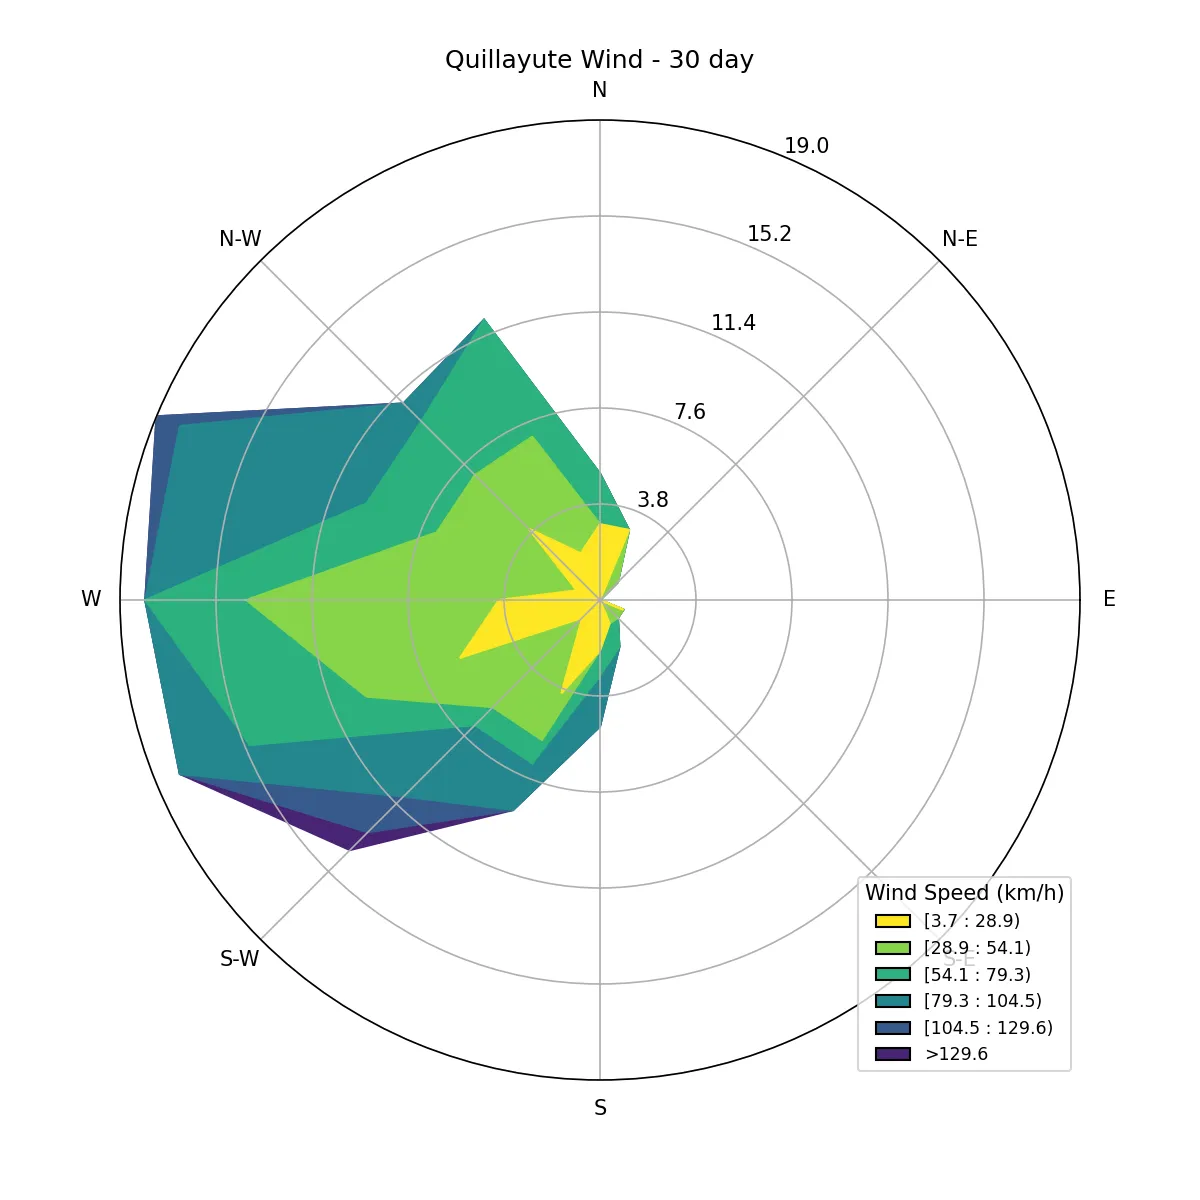 Quillayute Wind - 30 day
N
19.0
15.2
N-W
N-E
11.4
7.6
3.8
W
E
Wind Speed (km/h)
[3.7 : 28.9)
[28.9 : 54.1)
S-W
S-E
[54.1 : 79.3)
[79.3 : 104.5)
[104.5 : 129.6)
>129.6
S